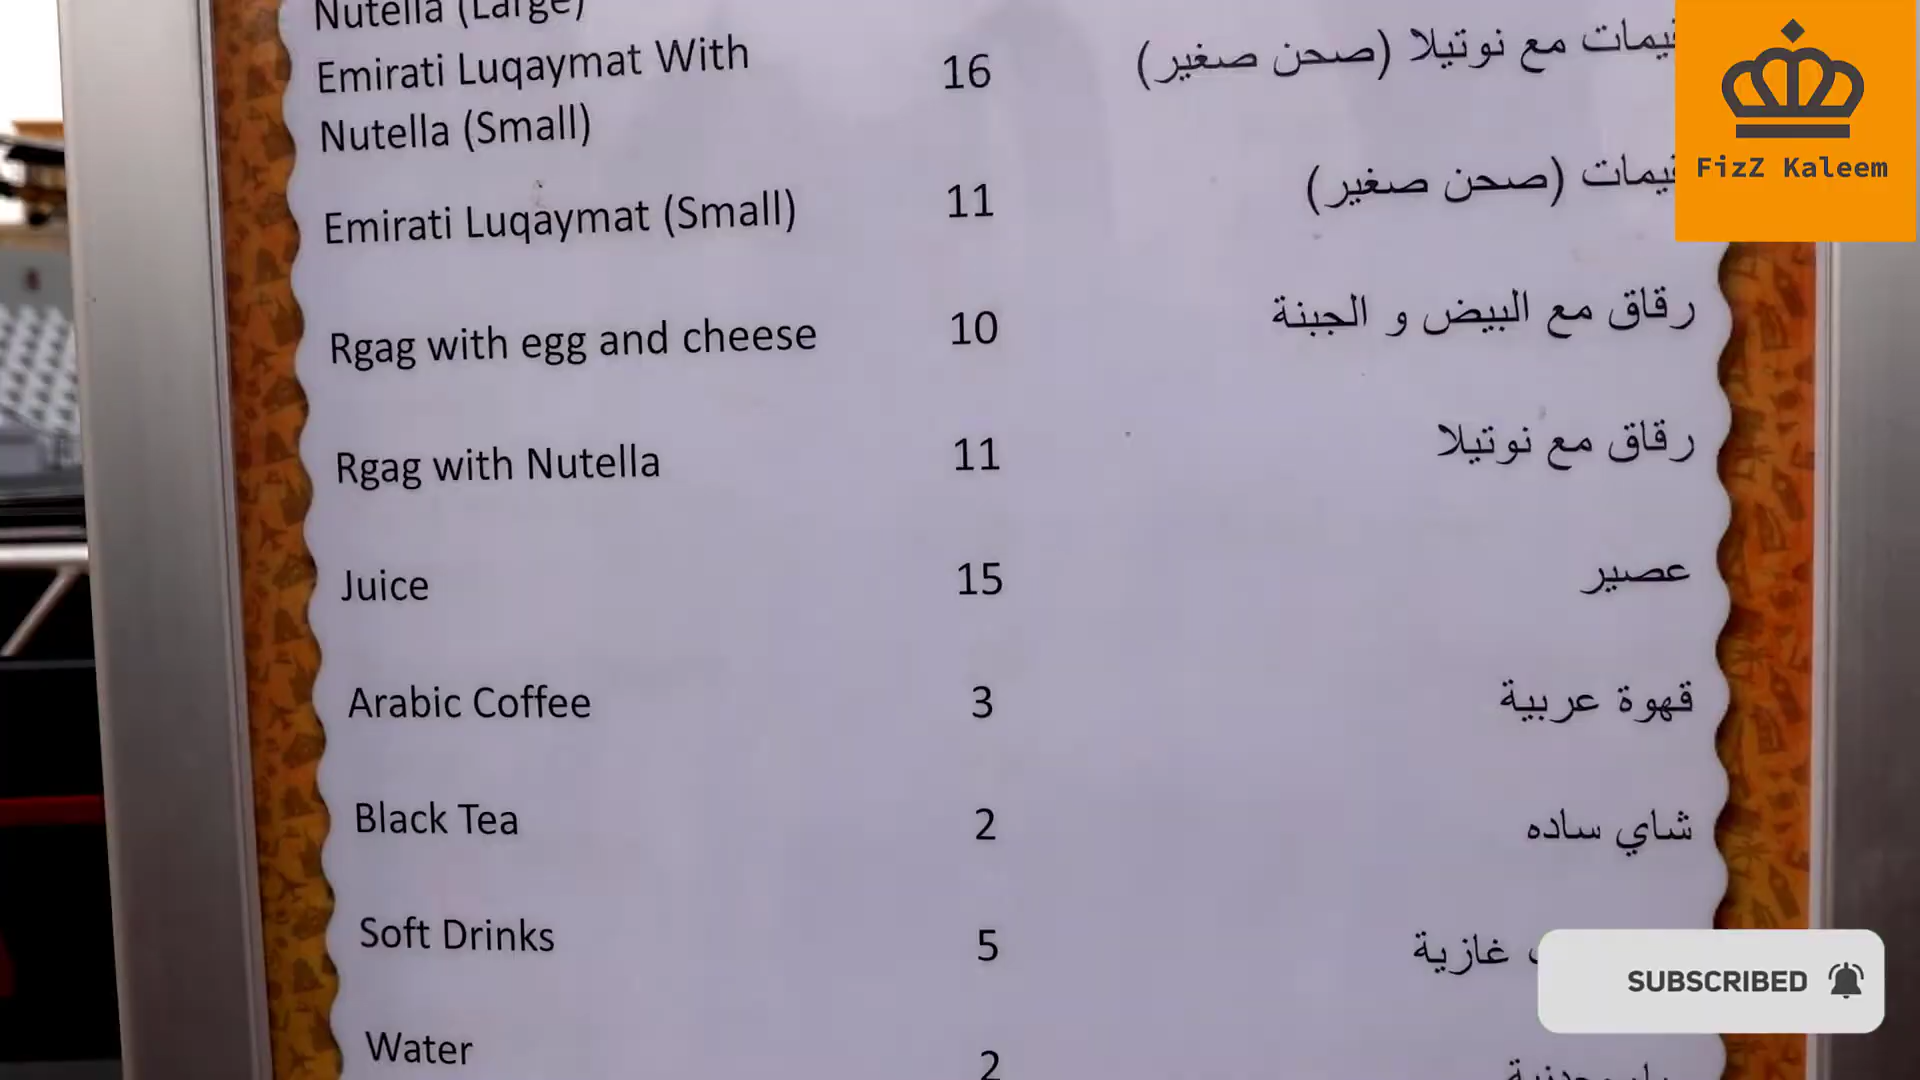 Nutella (Large)
Emirati Luqaymat With
Nutella (Small)
16
مع نوتيلا (صحن صغير)
Emirati Luqaymat (Small)
11
(صحن صغير)
Rgag with egg and cheese
10
رقاق مع البيض و الجبنة
Rgag with Nutella
11
رقاق مع نوتيلا
Juice
15
عصير
Arabic Coffee
3
قهوة عربية
Black Tea
2
شاي ساده
Soft Drinks
5
غازية
Water
2
FizZ Kaleem
SUBSCRIBED